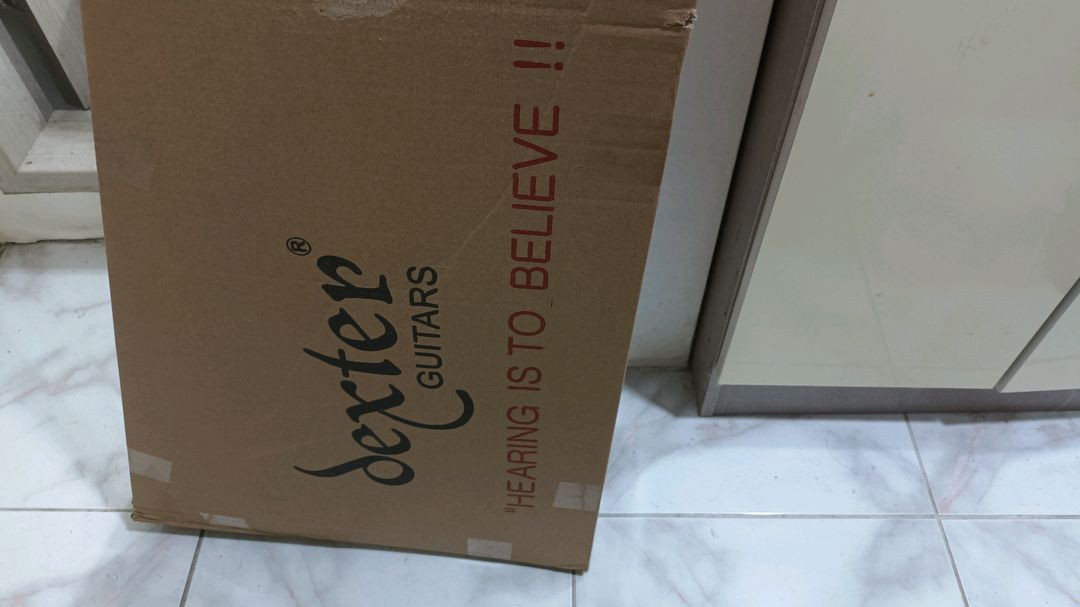 dexter®
GUITARS
"HEARING IS TO BELIEVE !!